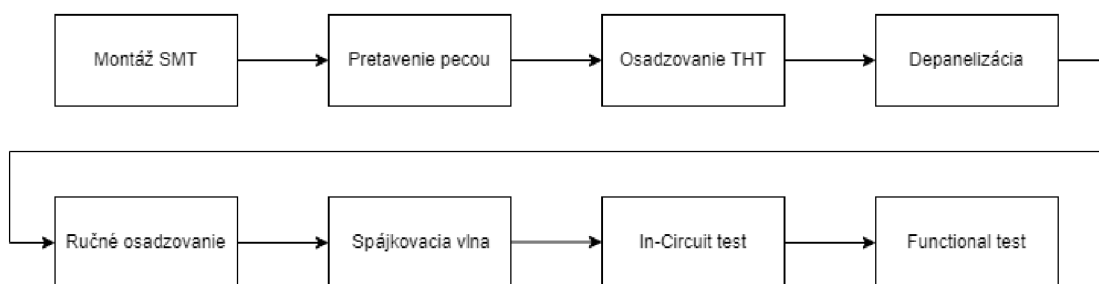 Montáž SMT
Pretavenie pecou
Osadzovanie THT
Depanelizácia
Ručné osadzovanie
Spájkovacia vlna
In-Circuit test
Functional test